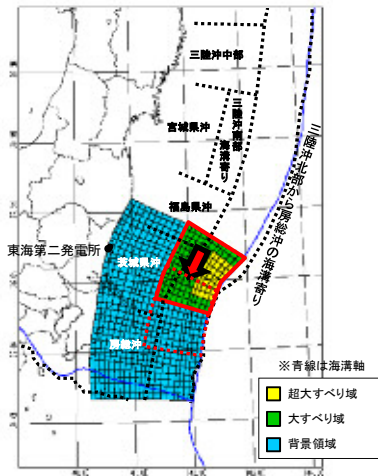 三陸沖中部
宮城県沖
三陸沖南部
海溝寄り
三陸沖北部から房総沖の海溝寄り
福島県沖
東海第二発電所
茨城県沖
房総沖
※青線は海溝軸
超大すべり域
大すべり域
背景領域